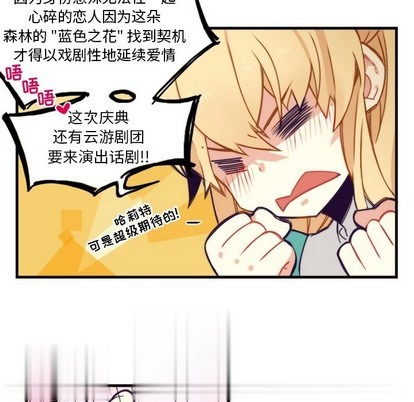 心碎的恋人因为这朵
森林的 "蓝色之花" 找到契机
才得以戏剧性地延续爱情
唔
唔
唔
这次庆典
还有云游剧团
要来演出话剧!!
哈莉特
可是超级期待的!